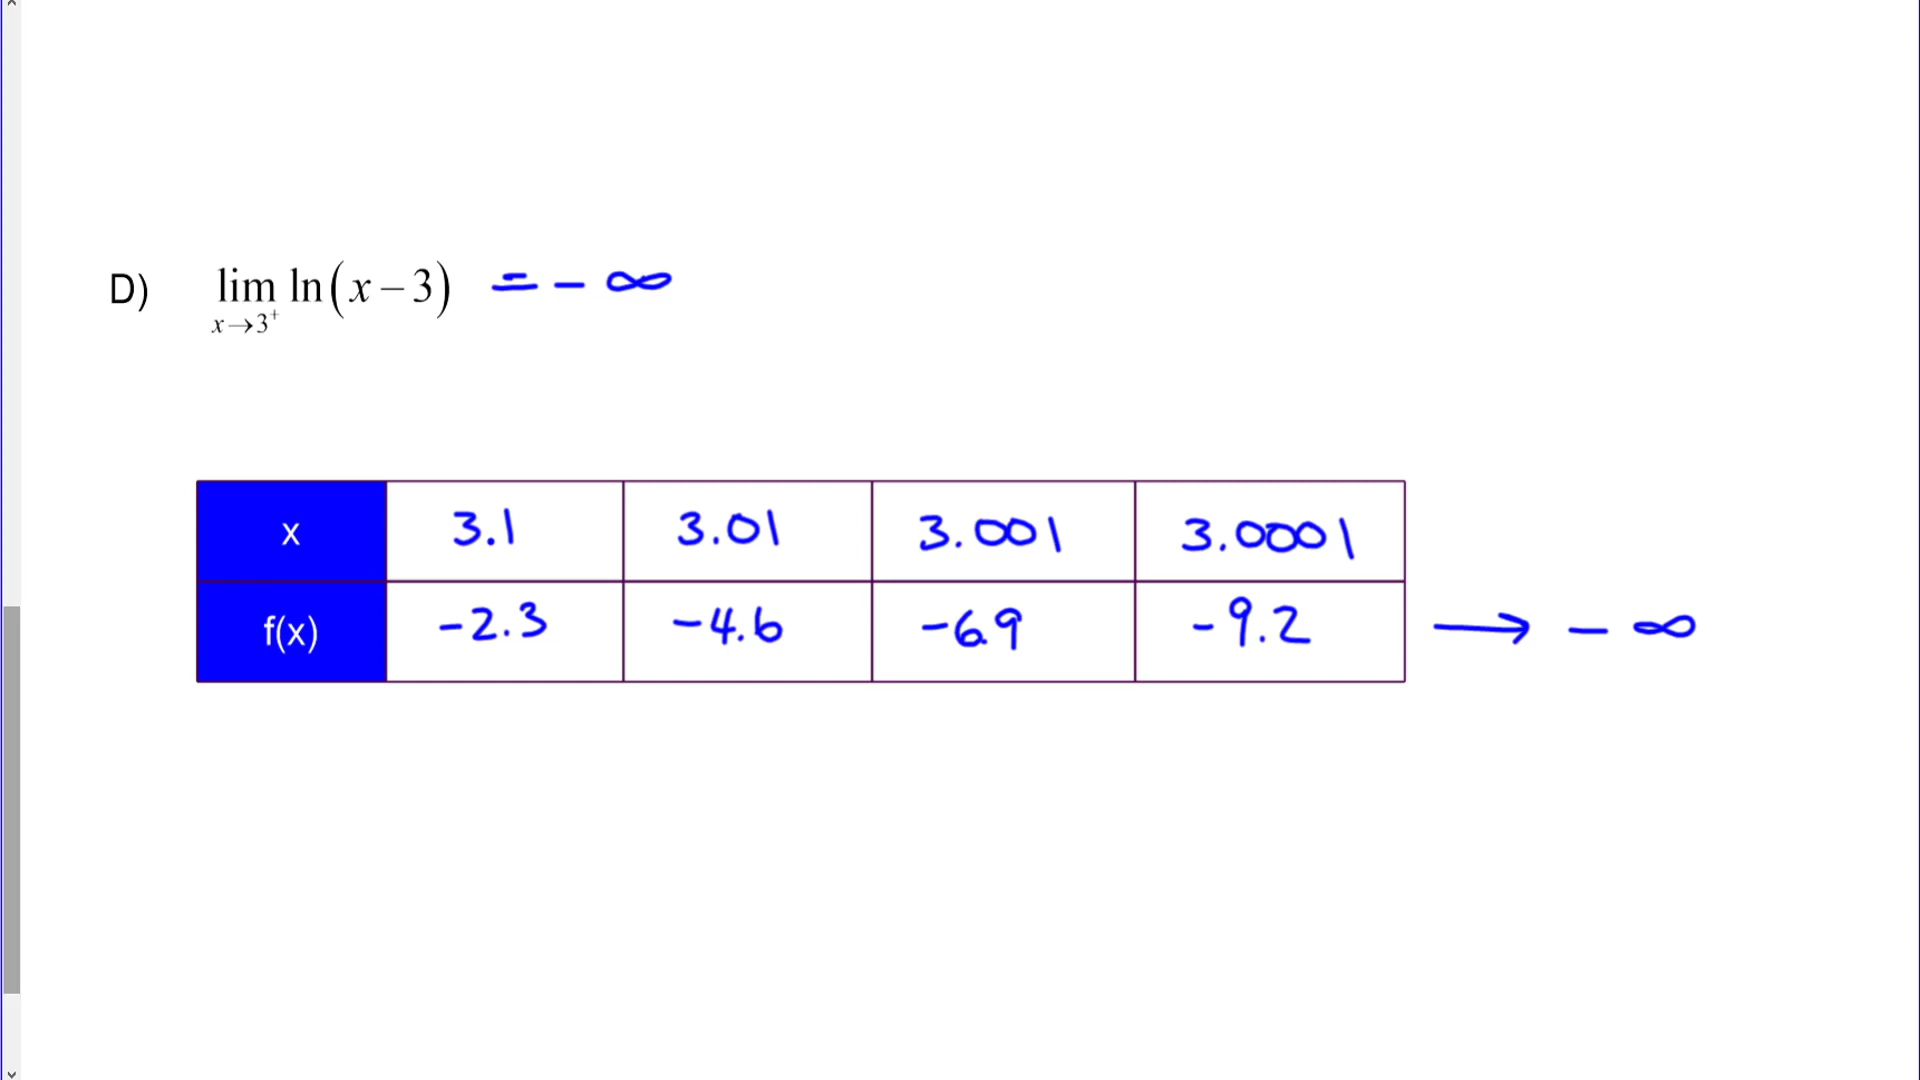 D) lim ln(x−3) = − ∞
x→3⁺
x 3.1 3.01 3.001 3.0001
f(x) −2.3 −4.6 −6.9 −9.2 → − ∞